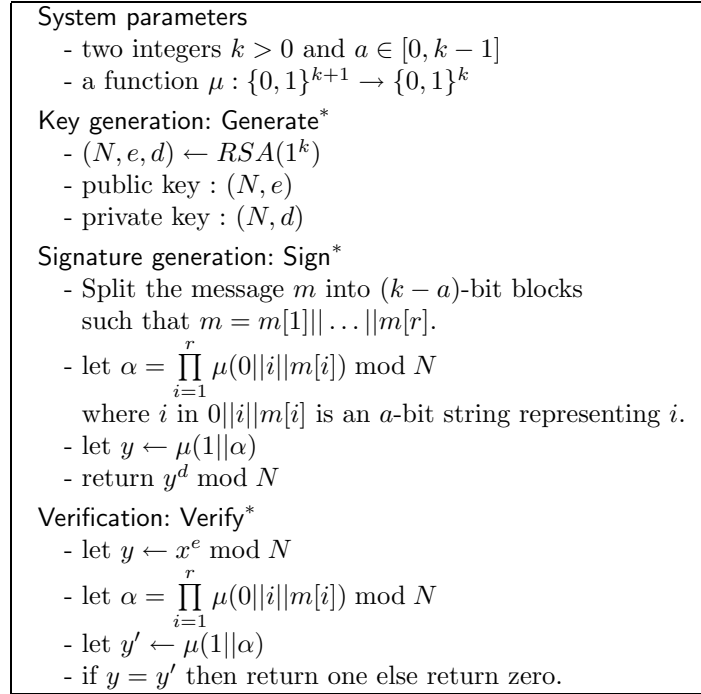 System parameters
- two integers k > 0 and a ∈ [0, k − 1]
- a function μ : {0, 1}^{k+1} → {0, 1}^k
Key generation: Generate*
- (N, e, d) ← RSA(1^k)
- public key : (N, e)
- private key : (N, d)
Signature generation: Sign*
- Split the message m into (k − a)-bit blocks
such that m = m[1]|| . . . ||m[r].
- let α = ∏_{i=1}^{r} μ(0||i||m[i]) mod N
where i in 0||i||m[i] is an a-bit string representing i.
- let y ← μ(1||α)
- return y^d mod N
Verification: Verify*
- let y ← x^e mod N
- let α = ∏_{i=1}^{r} μ(0||i||m[i]) mod N
- let y′ ← μ(1||α)
- if y = y′ then return one else return zero.